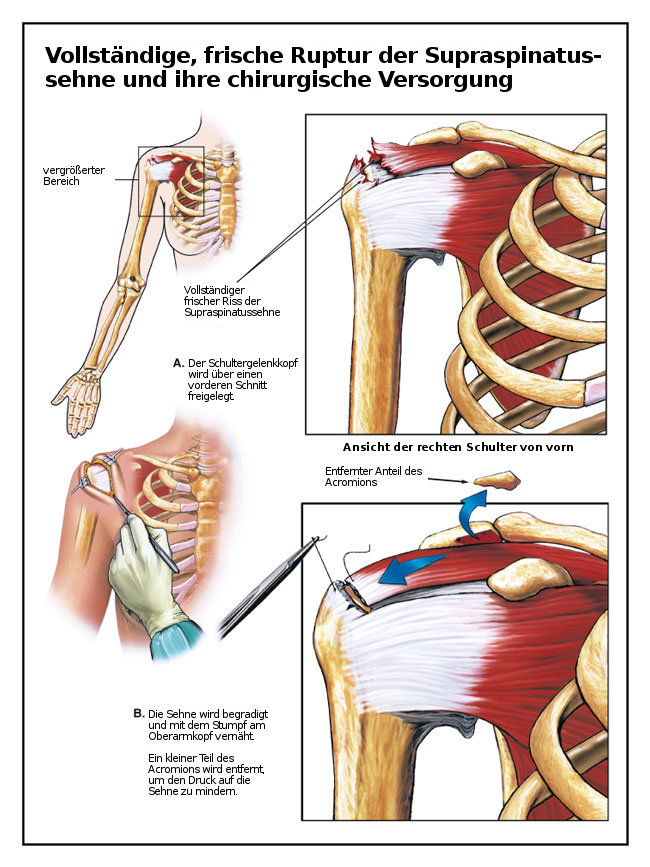 Vollständige, frische Ruptur der Supraspinatus-
sehne und ihre chirurgische Versorgung
vergrößerter
Bereich
Vollständiger
frischer Riss der
Supraspinatussehne
A. Der Schultergelenkkopf
wird über einen
vorderen Schnitt
freigelegt.
Ansicht der rechten Schulter von vorn
Entfernter Anteil des
Acromions
B. Die Sehne wird begradigt
und mit dem Stumpf am
Oberarmkopf vernäht.
Ein kleiner Teil des
Acromions wird entfernt,
um den Druck auf die
Sehne zu mindern.